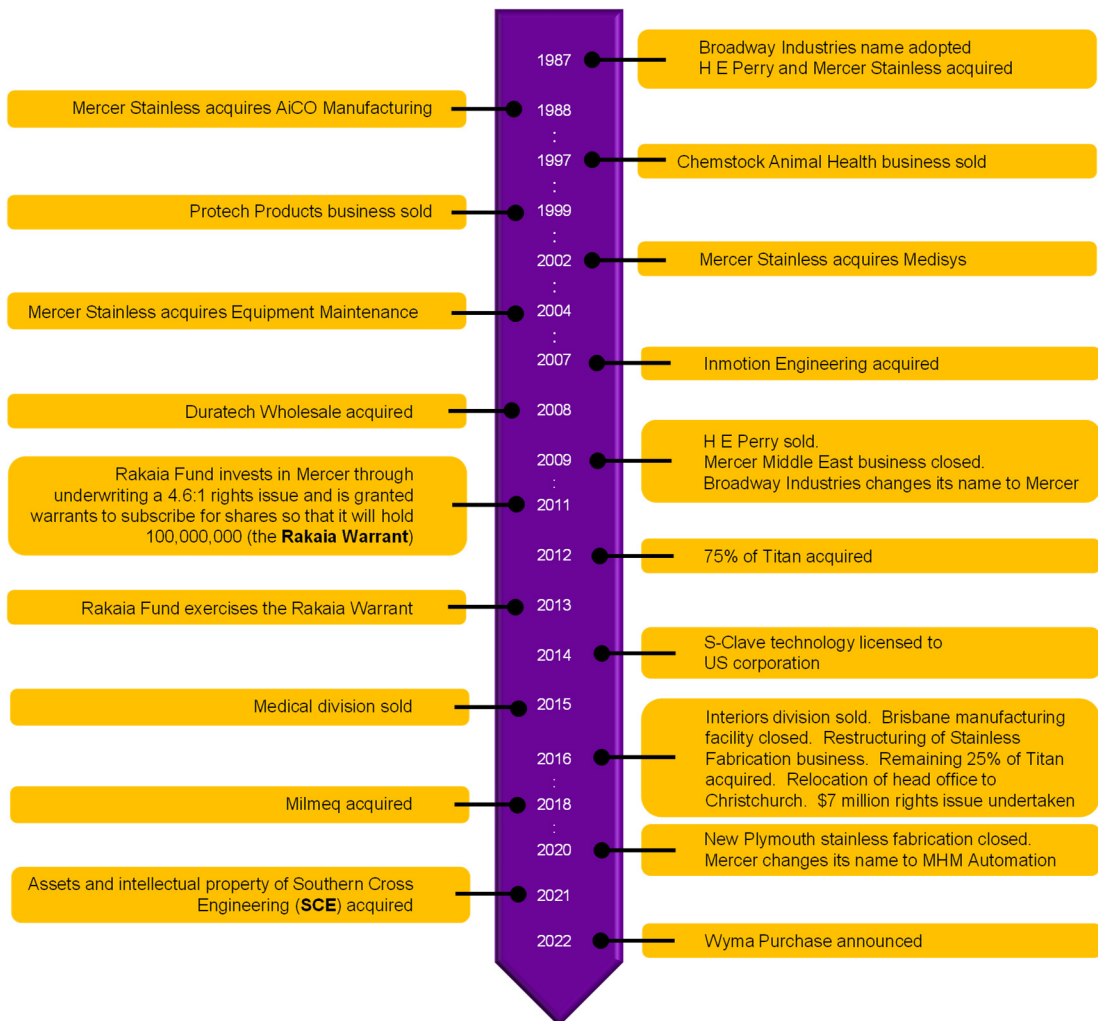 1987
Broadway Industries name adopted
H E Perry and Mercer Stainless acquired
Mercer Stainless acquires AiCO Manufacturing
1988
:
1997
Chemstock Animal Health business sold
:
Protech Products business sold
1999
:
2002
Mercer Stainless acquires Medisys
:
Mercer Stainless acquires Equipment Maintenance
2004
:
2007
Inmotion Engineering acquired
Duratech Wholesale acquired
2008
2009
H E Perry sold.
Mercer Middle East business closed.
Broadway Industries changes its name to Mercer
:
Rakaia Fund invests in Mercer through
underwriting a 4.6:1 rights issue and is granted
warrants to subscribe for shares so that it will hold
100,000,000 (the Rakaia Warrant)
2011
2012
75% of Titan acquired
Rakaia Fund exercises the Rakaia Warrant
2013
2014
S-Clave technology licensed to
US corporation
Medical division sold
2015
2016
Interiors division sold. Brisbane manufacturing
facility closed. Restructuring of Stainless
Fabrication business. Remaining 25% of Titan
acquired. Relocation of head office to
Christchurch. $7 million rights issue undertaken
:
Milmeq acquired
2018
:
2020
New Plymouth stainless fabrication closed.
Mercer changes its name to MHM Automation
Assets and intellectual property of Southern Cross
Engineering (SCE) acquired
2021
2022
Wyma Purchase announced